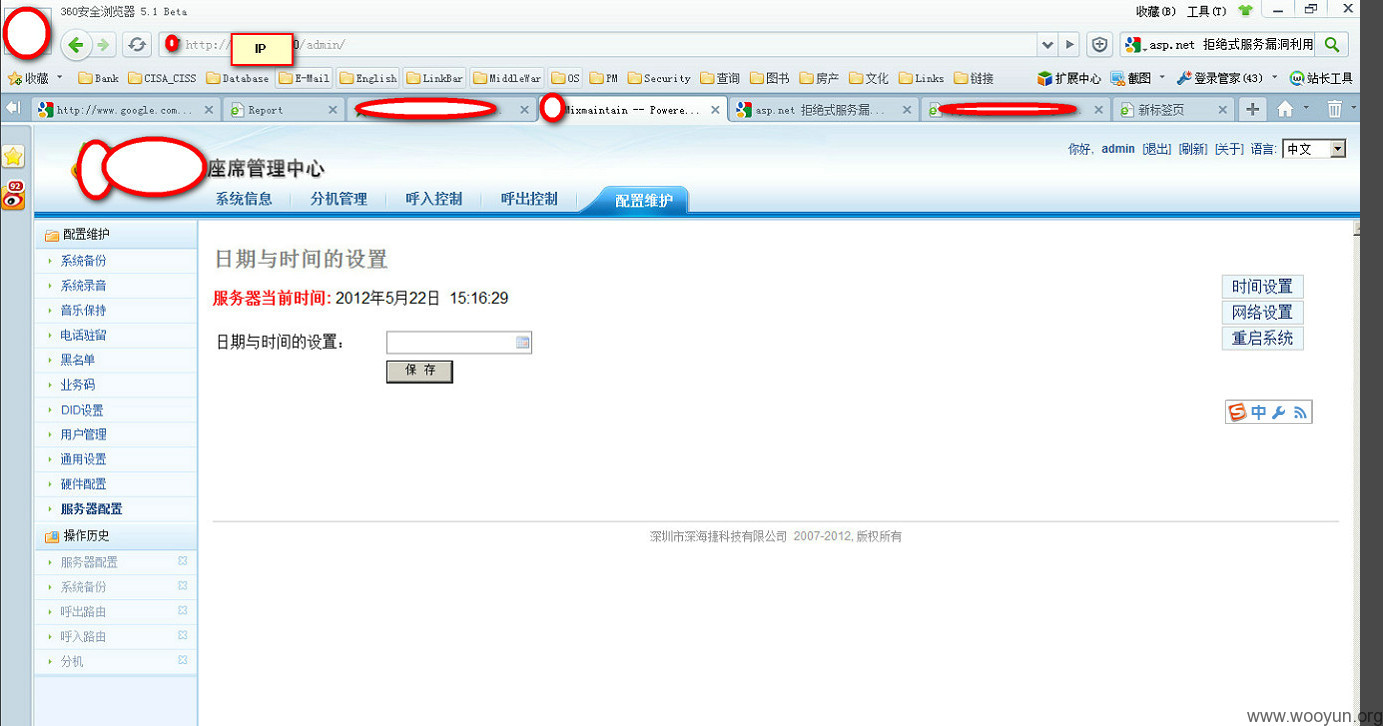 360安全浏览器 5.1 Beta 收藏(B) 工具(T)
http:// IP 0/admin/ .asp.net 拒绝式服务漏洞利用
收藏 Bank CISA_CISS Database E-Mail English LinkBar MiddleWar OS PM Security 查询 图书 房产 文化 Links 链接 扩展中心 截图 登录管家(43) 站长工具
http://www.google.com... Report Mixmaintain -- Powere... asp.net 拒绝式服务漏... 新标签页
你好, admin [退出] [刷新] [关于] 语言: 中文
92
座席管理中心
系统信息 分机管理 呼入控制 呼出控制 配置维护
配置维护
系统备份
系统录音
音乐保持
电话驻留
黑名单
业务码
DID设置
用户管理
通用设置
硬件配置
服务器配置
操作历史
服务器配置
系统备份
呼出路由
呼入路由
分机
日期与时间的设置
服务器当前时间: 2012年5月22日 15:16:29
日期与时间的设置:
保 存
时间设置
网络设置
重启系统
S 中
深圳市深海捷科技有限公司 2007-2012, 版权所有
www.wooyun.org